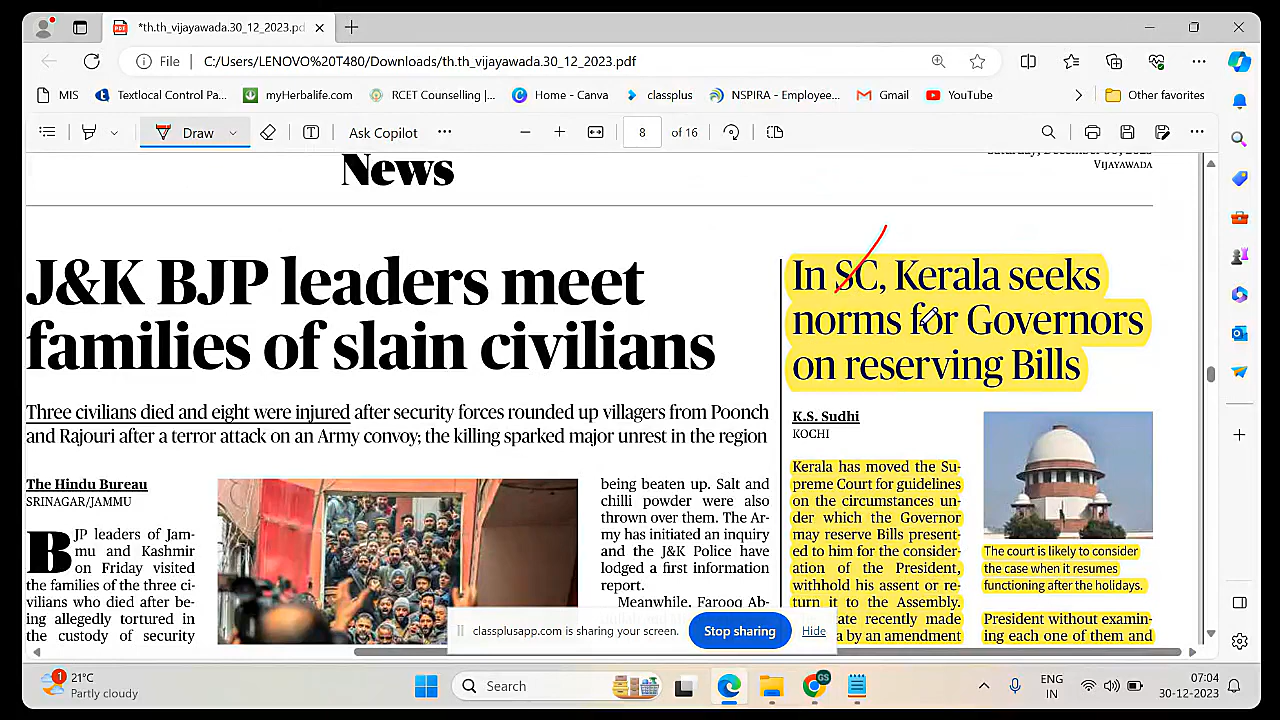 *th.th_vijayawada.30_12_2023.pd
File
C:/Users/LENOVO%20T480/Downloads/th.th_vijayawada.30_12_2023.pdf
MIS
Textlocal Control Pa...
myHerbalife.com
RCET Counselling |...
Home - Canva
classplus
NSPIRA - Employee...
Gmail
YouTube
Other favorites
Draw
Ask Copilot
8
of 16
News
VIJAYAWADA
J&K BJP leaders meet
families of slain civilians
Three civilians died and eight were injured after security forces rounded up villagers from Poonch
and Rajouri after a terror attack on an Army convoy; the killing sparked major unrest in the region
The Hindu Bureau
SRINAGAR/JAMMU
BJP leaders of Jam-
mu and Kashmir
on Friday visited
the families of the three ci-
vilians who died after be-
ing allegedly tortured in
the custody of security
being beaten up. Salt and
chilli powder were also
thrown over them. The Ar-
my has initiated an inquiry
and the J&K Police have
lodged a first information
report.
Meanwhile, Farooq Ab-
In SC, Kerala seeks
norms for Governors
on reserving Bills
K.S. Sudhi
KOCHI
Kerala has moved the Su-
preme Court for guidelines
on the circumstances un-
der which the Governor
may reserve Bills present-
ed to him for the consider-
ation of the President,
withhold his assent or re-
turn it to the Assembly.
ate recently made
a by an amendment
The court is likely to consider
the case when it resumes
functioning after the holidays.
President without examin-
ing each one of them and
classplusapp.com is sharing your screen.
Stop sharing
Hide
1
21°C
Partly cloudy
Search
GS
ENG
IN
07:04
30-12-2023